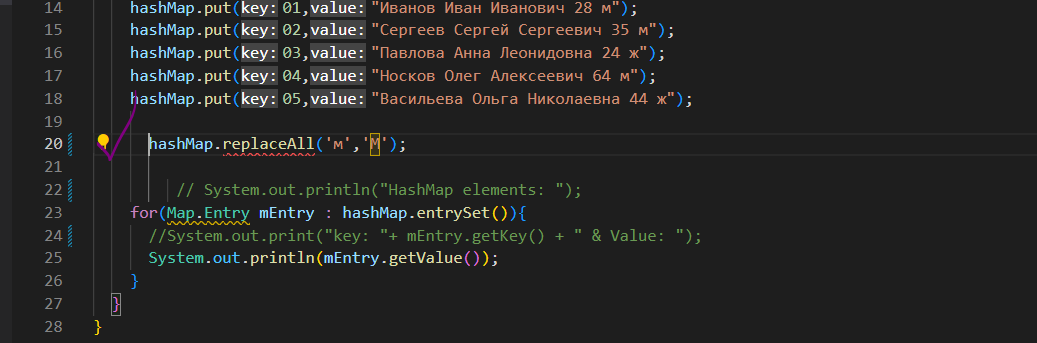 14 hashMap.put(key:01,value:"Иванов Иван Иванович 28 м");
15 hashMap.put(key:02,value:"Сергеев Сергей Сергеевич 35 м");
16 hashMap.put(key:03,value:"Павлова Анна Леонидовна 24 ж");
17 hashMap.put(key:04,value:"Носков Олег Алексеевич 64 м");
18 hashMap.put(key:05,value:"Васильева Ольга Николаевна 44 ж");
19
20 hashMap.replaceAll('м','М');
21
22 // System.out.println("HashMap elements: ");
23 for(Map.Entry mEntry : hashMap.entrySet()){
24 //System.out.print("key: "+ mEntry.getKey() + " & Value: ");
25 System.out.println(mEntry.getValue());
26 }
27 }
28 }